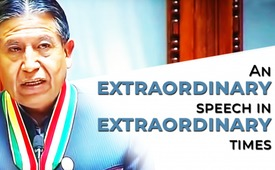 AN
EXTRAORDINARY
SPEECH IN
EXTRAORDINARY
TIMES